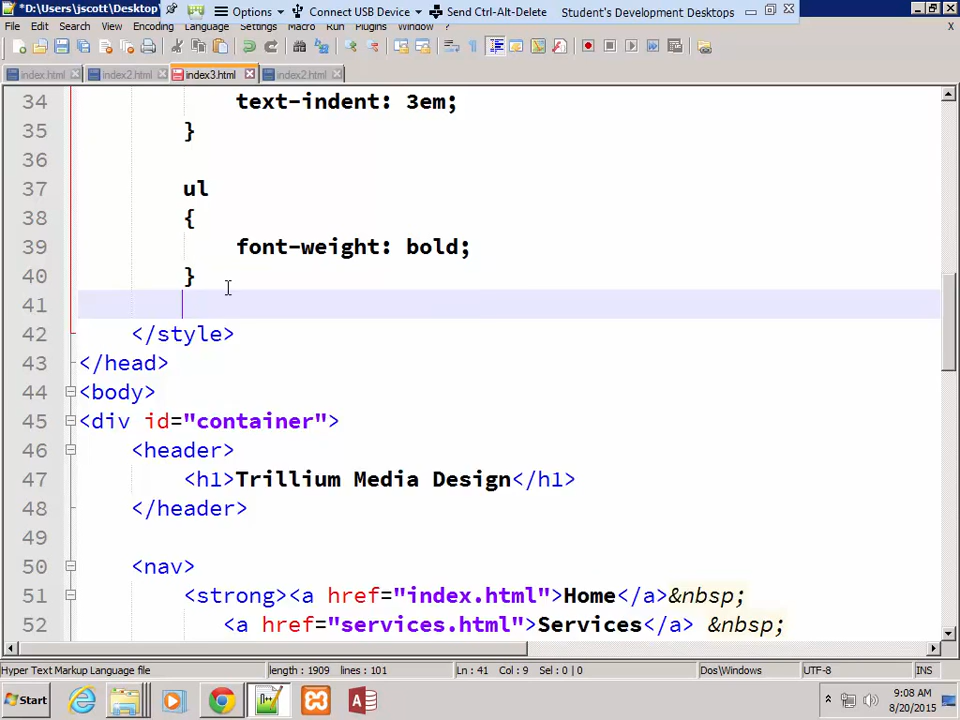 *D:\Users\jscott\Desktop\
Options
Connect USB Device
Send Ctrl-Alt-Delete
Student's Development Desktops
File Edit Search View Encoding Language Settings Macro Run Plugins Window ? X
index.html
index2.html
index3.html
index2.html
34 text-indent: 3em;
35 }
36
37 ul
38 {
39 font-weight: bold;
40 }
41
42 </style>
43 </head>
44 <body>
45 <div id="container">
46 <header>
47 <h1>Trillium Media Design</h1>
48 </header>
49
50 <nav>
51 <strong><a href="index.html">Home</a>&nbsp;
52 <a href="services.html">Services</a> &nbsp;
Hyper Text Markup Language file length : 1909 lines : 101 Ln : 41 Col : 9 Sel : 0 | 0 Dos\Windows UTF-8 INS
Start
9:08 AM
8/20/2015